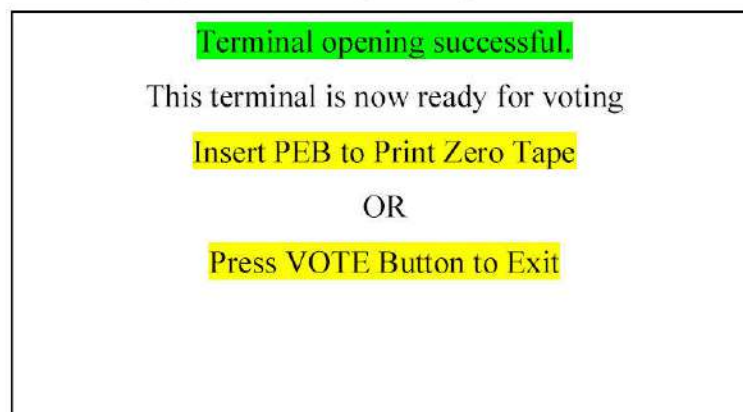 Terminal opening successful.
This terminal is now ready for voting
Insert PEB to Print Zero Tape
OR
Press VOTE Button to Exit